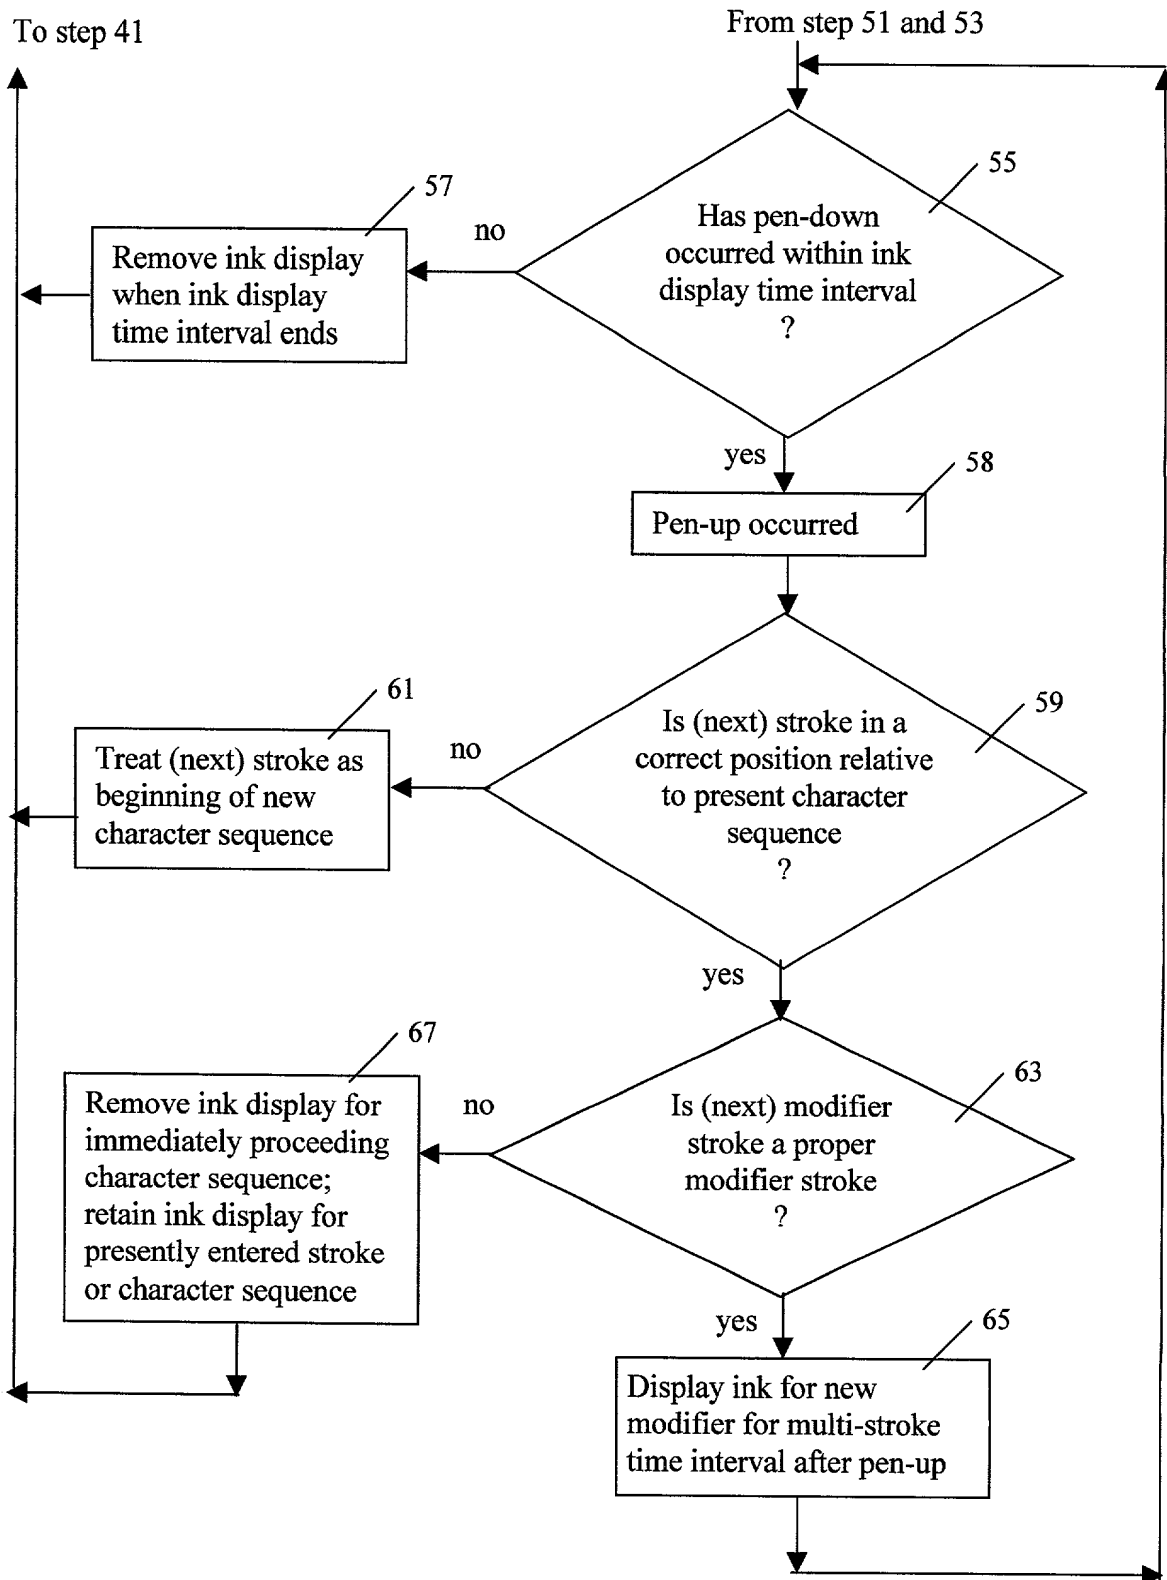 To step 41
From step 51 and 53
55
Has pen-down
occurred within ink
display time interval
?
57
no
Remove ink display
when ink display
time interval ends
yes
58
Pen-up occurred
59
Is (next) stroke in a
correct position relative
to present character
sequence
?
61
no
Treat (next) stroke as
beginning of new
character sequence
yes
63
Is (next) modifier
stroke a proper
modifier stroke
?
67
no
Remove ink display for
immediately proceeding
character sequence;
retain ink display for
presently entered stroke
or character sequence
yes
65
Display ink for new
modifier for multi-stroke
time interval after pen-up